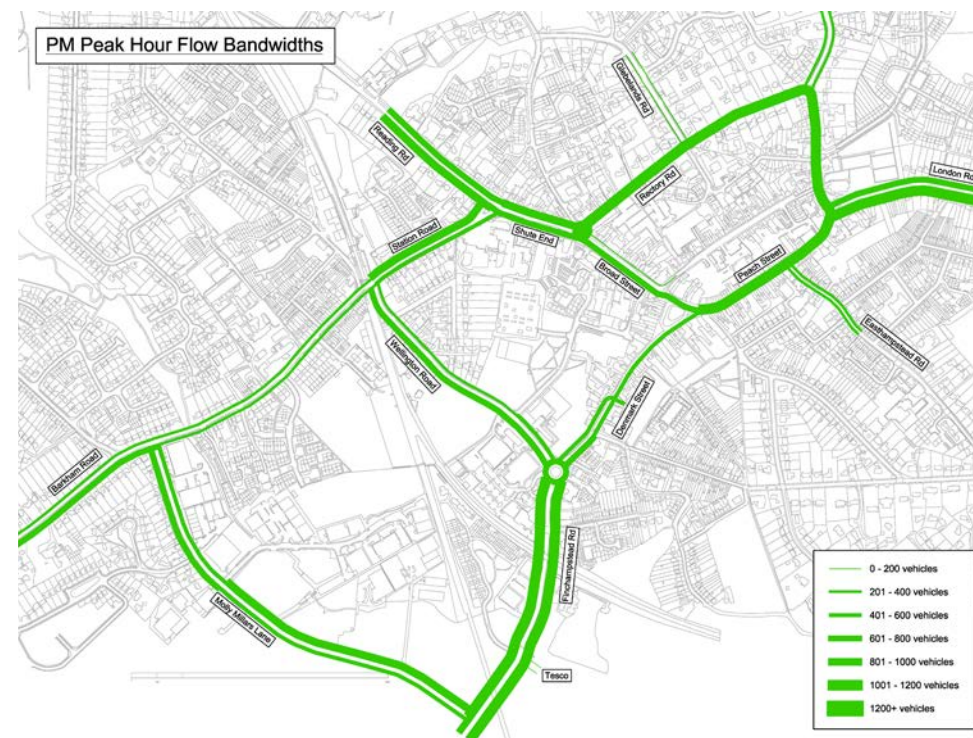 PM Peak Hour Flow Bandwidths
Glebelands Rd
Reading Rd
London Ro
Rectory Rd
Station Road
Shute End
Peach Street
Broad Street
Easthampstead Rd
Wellington Road
Denmark Street
Barkham Road
Finchampstead Rd
Molly Millars Lane
Tesco
0 - 200 vehicles
201 - 400 vehicles
401 - 600 vehicles
601 - 800 vehicles
801 - 1000 vehicles
1001 - 1200 vehicles
1200+ vehicles